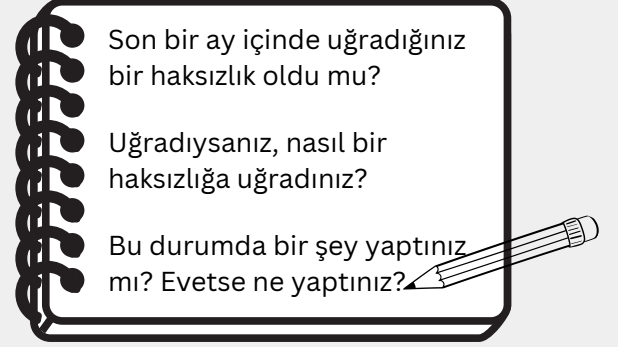 Son bir ay içinde uğradığınız
bir haksızlık oldu mu?
Uğradıysanız, nasıl bir
haksızlığa uğradınız?
Bu durumda bir şey yaptınız
mı? Evetse ne yaptınız?